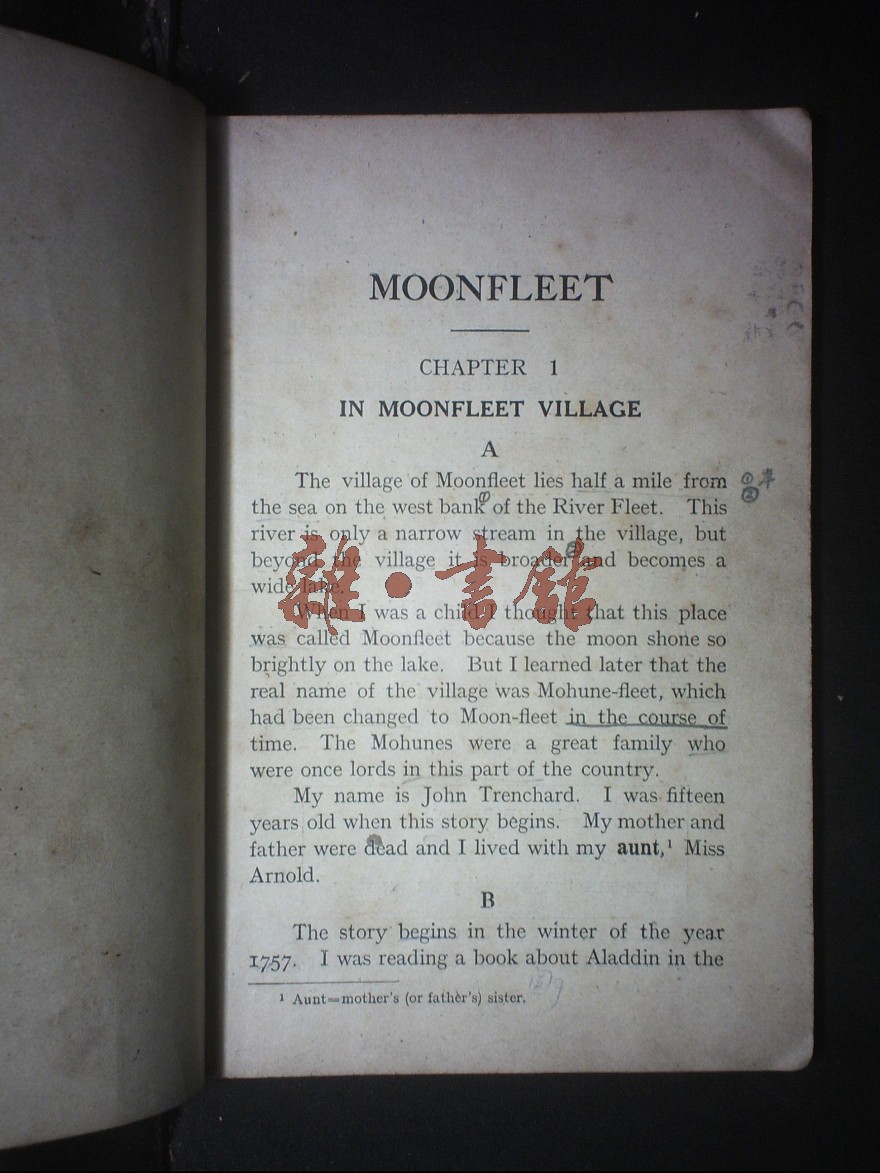 MOONFLEET
CHAPTER 1
IN MOONFLEET VILLAGE
A
The village of Moonfleet lies half a mile from
the sea on the west bank of the River Fleet. This
river is only a narrow stream in the village, but
beyond the village it is broader and becomes a
wide lake.
When I was a child I thought that this place
was called Moonfleet because the moon shone so
brightly on the lake. But I learned later that the
real name of the village was Mohune-fleet, which
had been changed to Moon-fleet in the course of
time. The Mohunes were a great family who
were once lords in this part of the country.
My name is John Trenchard. I was fifteen
years old when this story begins. My mother and
father were dead and I lived with my aunt,¹ Miss
Arnold.
B
The story begins in the winter of the year
1757. I was reading a book about Aladdin in the
¹ Aunt=mother's (or father's) sister.
雜·書館